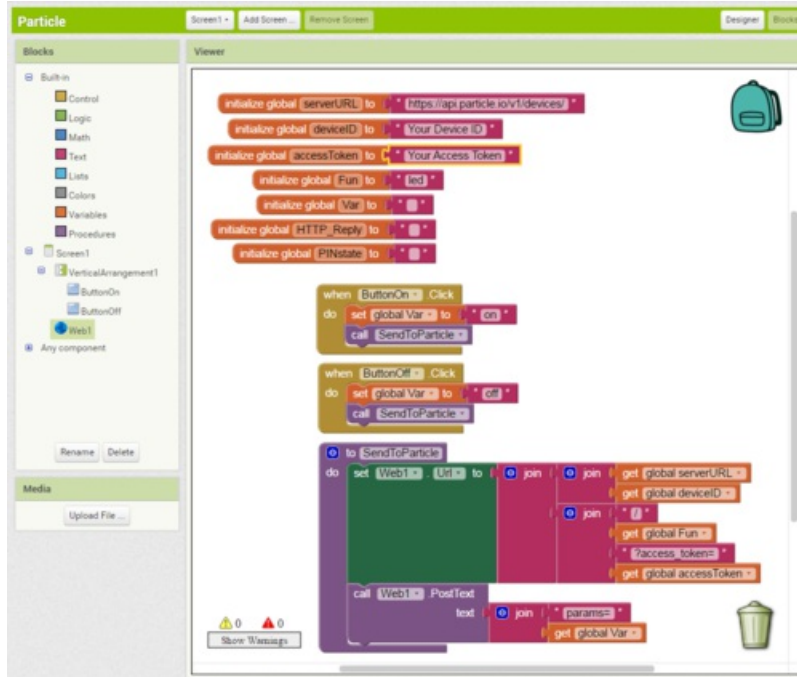 Particle
Screen1 Add Screen ... Remove Screen Designer Blocks
Blocks
Viewer
Built-in
Control
Logic
Math
Text
Lists
Colors
Variables
Procedures
Screen1
VerticalArrangement1
ButtonOn
ButtonOff
Web1
Any component
Rename Delete
Media
Upload File ...
initialize global serverURL to " https://api.particle.io/v1/devices/ "
initialize global deviceID to " Your Device ID "
initialize global accessToken to " Your Access Token "
initialize global Fun to " led "
initialize global Var to " "
initialize global HTTP_Reply to " "
initialize global PINstate to " "
when ButtonOn .Click
do set global Var to " on "
call SendToParticle
when ButtonOff .Click
do set global Var to " off "
call SendToParticle
to SendToParticle
do set Web1 . Url to join join get global serverURL
get global deviceID
join " / "
get global Fun
" ?access_token= "
get global accessToken
call Web1 .PostText
text join " params= "
get global Var
0 0
Show Warnings